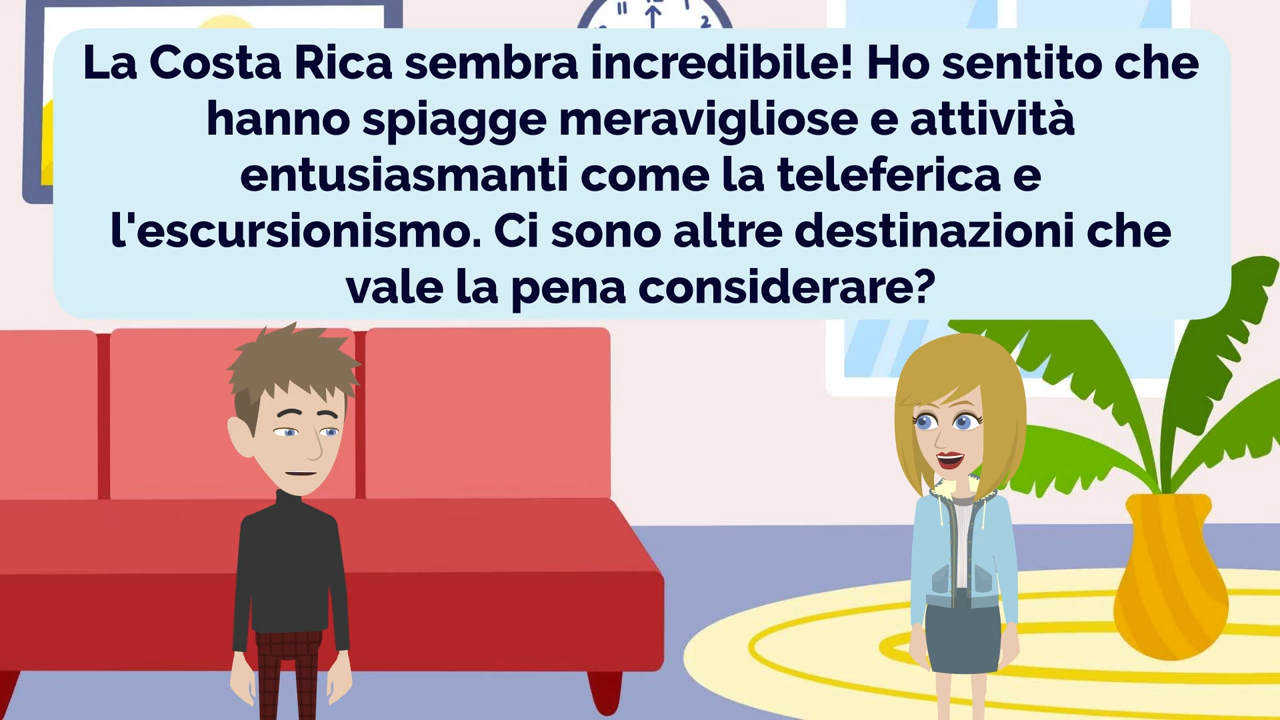 La Costa Rica sembra incredibile! Ho sentito che
hanno spiagge meravigliose e attività
entusiasmanti come la teleferica e
l'escursionismo. Ci sono altre destinazioni che
vale la pena considerare?